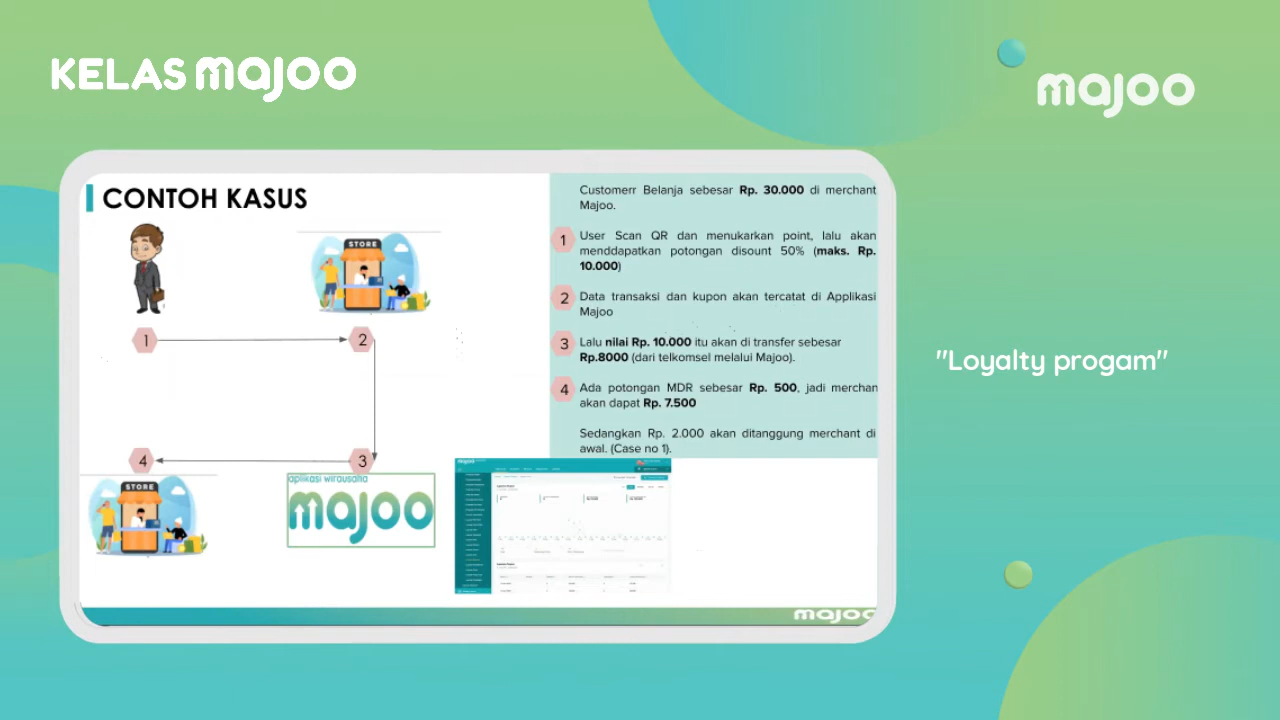 KELAS majoo
majoo
CONTOH KASUS
STORE
1
2
4
3
STORE
aplikasi wirausaha
majoo
Customerr Belanja sebesar Rp. 30.000 di merchant
Majoo.
1 User Scan QR dan menukarkan point, lalu akan
menddapatkan potongan disount 50% (maks. Rp.
10.000)
2 Data transaksi dan kupon akan tercatat di Applikasi
Majoo
3 Lalu nilai Rp. 10.000 itu akan di transfer sebesar
Rp.8000 (dari telkomsel melalui Majoo).
4 Ada potongan MDR sebesar Rp. 500, jadi merchan
akan dapat Rp. 7.500
Sedangkan Rp. 2.000 akan ditanggung merchant di
awal. (Case no 1).
majoo
majoo
"Loyalty progam"